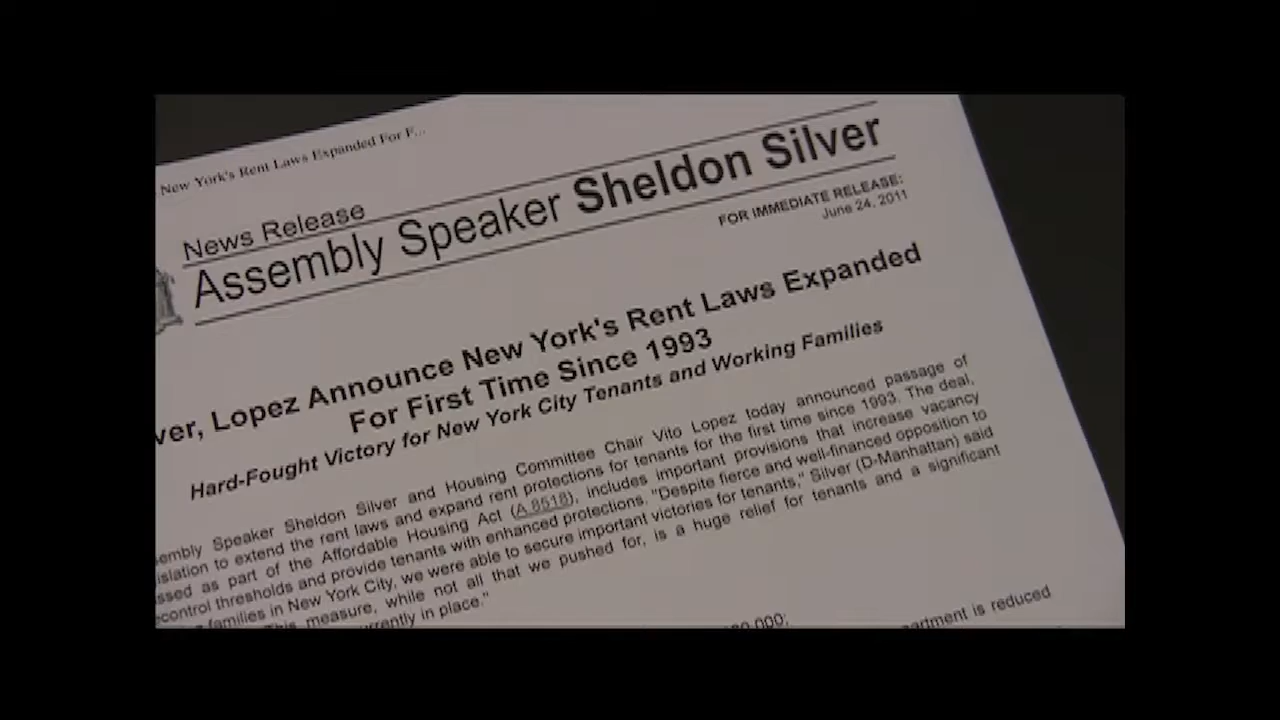 New York's Rent Laws Expanded For F...
News Release
Assembly Speaker Sheldon Silver
FOR IMMEDIATE RELEASE:
June 24, 2011
ver, Lopez Announce New York's Rent Laws Expanded
For First Time Since 1993
Hard-Fought Victory for New York City Tenants and Working Families
embly Speaker Sheldon Silver and Housing Committee Chair Vito Lopez today announced passage of
islation to extend the rent laws and expand rent protections for tenants for the first time since 1993. The deal,
ssed as part of the Affordable Housing Act (A 8518), includes important provisions that increase vacancy
econtrol thresholds and provide tenants with enhanced protections. "Despite fierce and well-financed opposition to
families in New York City, we were able to secure important victories for tenants," Silver (D-Manhattan) said
This measure, while not all that we pushed for, is a huge relief for tenants and a significant
rrently in place."
00,000;
artment is reduced